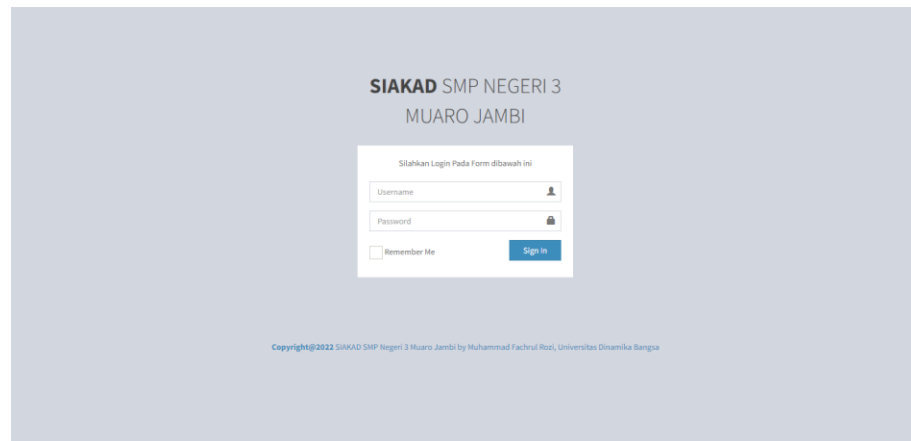 SIAKAD SMP NEGERI 3
MUARO JAMBI
Silahkan Login Pada Form dibawah ini
Username
Password
Remember Me
Sign In
Copyright@2022 SIAKAD SMP Negeri 3 Muaro Jambi by Muhammad Fachrul Rozi, Universitas Dinamika Bangsa